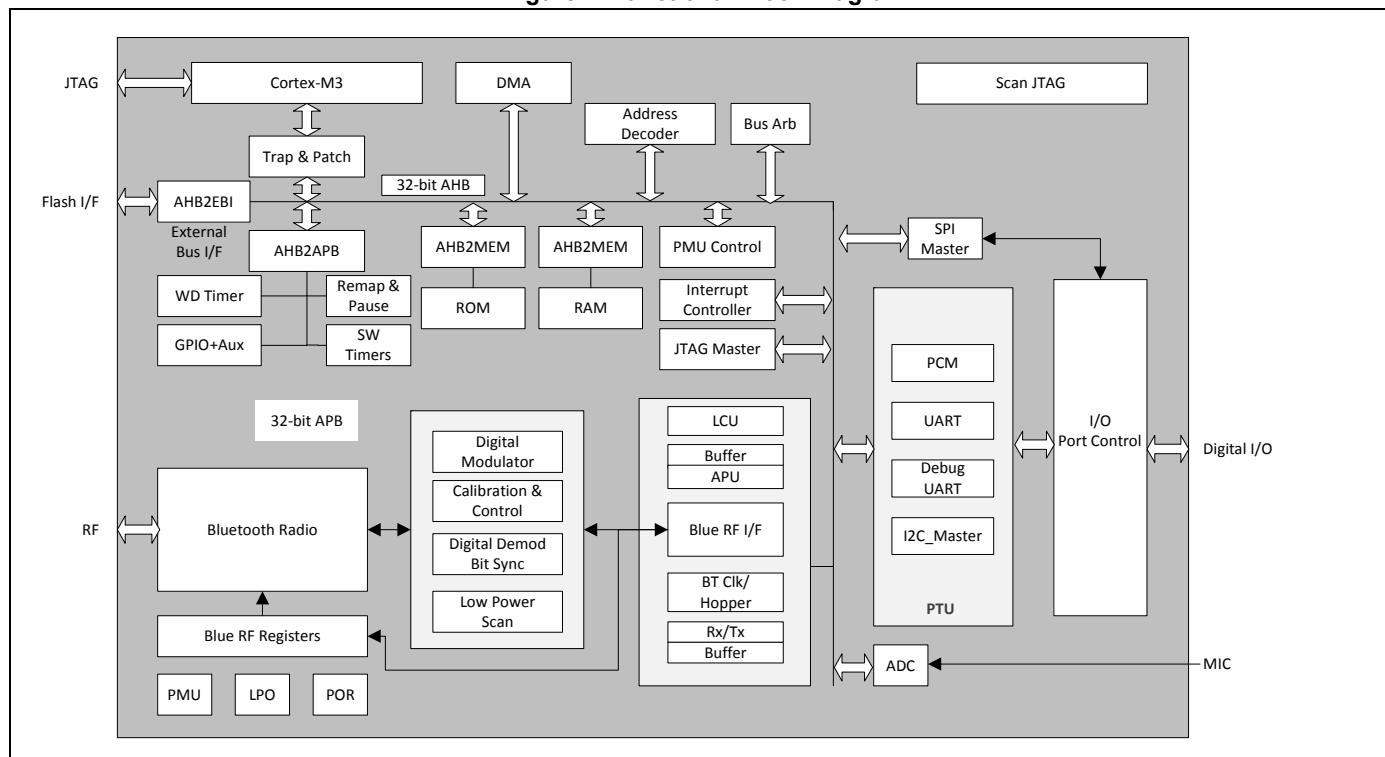 JTAG
Cortex-M3
DMA
Scan JTAG
Address
Decoder
Bus Arb
Trap & Patch
32-bit AHB
Flash I/F
AHB2EBI
External
Bus I/F
AHB2APB
AHB2MEM
AHB2MEM
PMU Control
SPI
Master
WD Timer
Remap &
Pause
ROM
RAM
Interrupt
Controller
GPIO+Aux
SW
Timers
JTAG Master
PCM
UART
Debug
UART
I2C_Master
PTU
I/O
Port Control
Digital I/O
32-bit APB
Digital
Modulator
Calibration &
Control
Digital Demod
Bit Sync
Low Power
Scan
LCU
Buffer
APU
Blue RF I/F
BT Clk/
Hopper
Rx/Tx
Buffer
RF
Bluetooth Radio
Blue RF Registers
ADC
MIC
PMU
LPO
POR